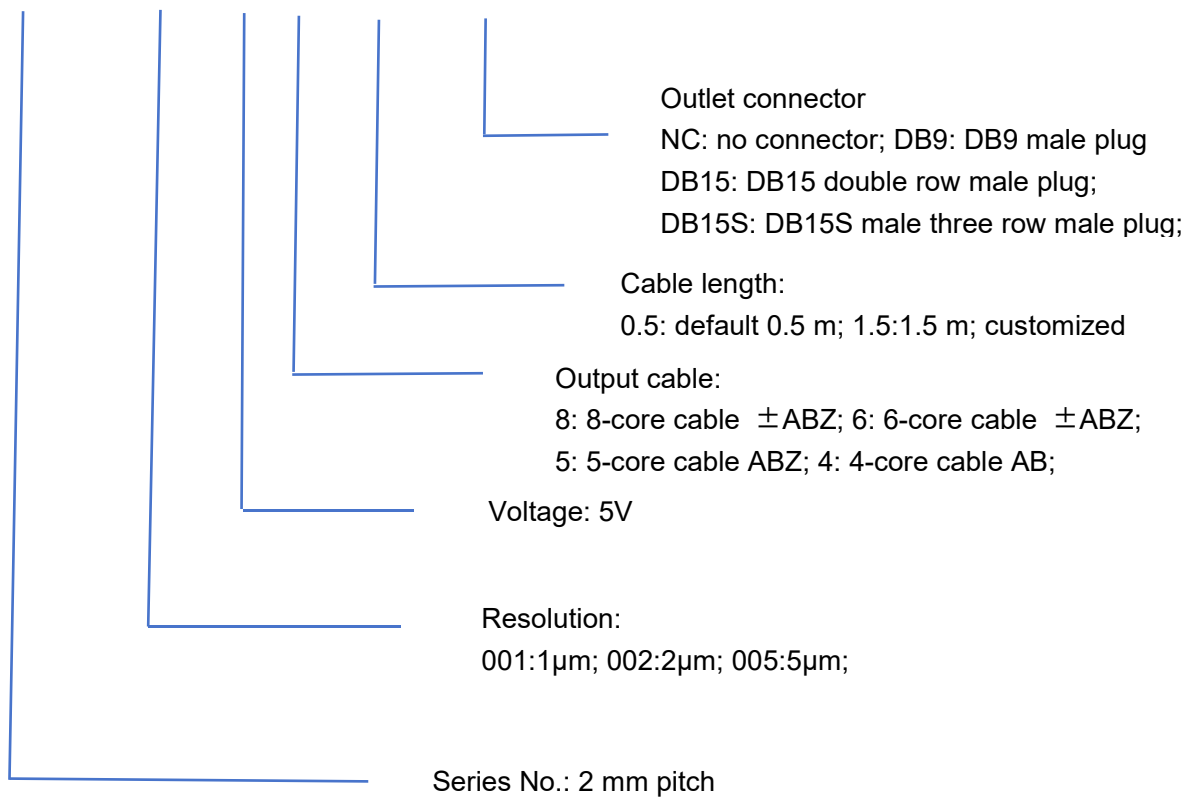 Outlet connector
NC: no connector; DB9: DB9 male plug
DB15: DB15 double row male plug;
DB15S: DB15S male three row male plug;
Cable length:
0.5: default 0.5 m; 1.5:1.5 m; customized
Output cable:
8: 8-core cable ±ABZ; 6: 6-core cable ±ABZ;
5: 5-core cable ABZ; 4: 4-core cable AB;
Voltage: 5V
Resolution:
001:1μm; 002:2μm; 005:5μm;
Series No.: 2 mm pitch